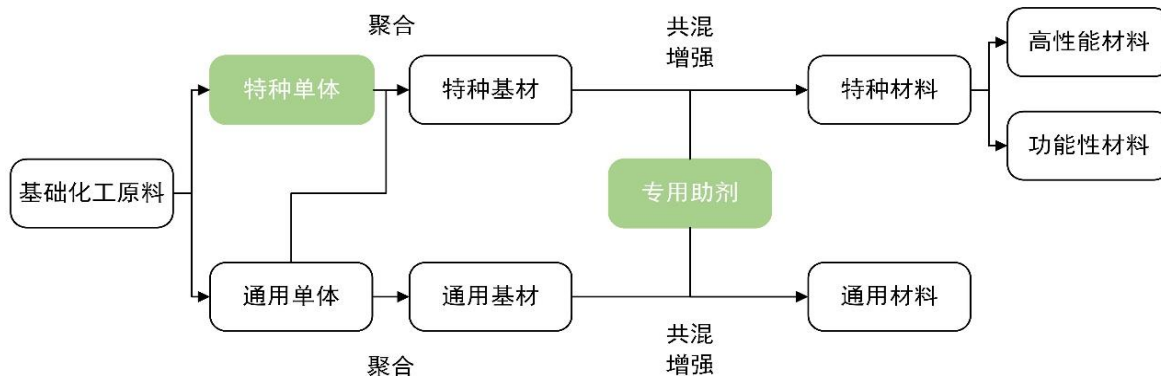 聚合
共混
增强
高性能材料
特种单体
特种基材
特种材料
功能性材料
基础化工原料
专用助剂
通用单体
通用基材
通用材料
聚合
共混
增强